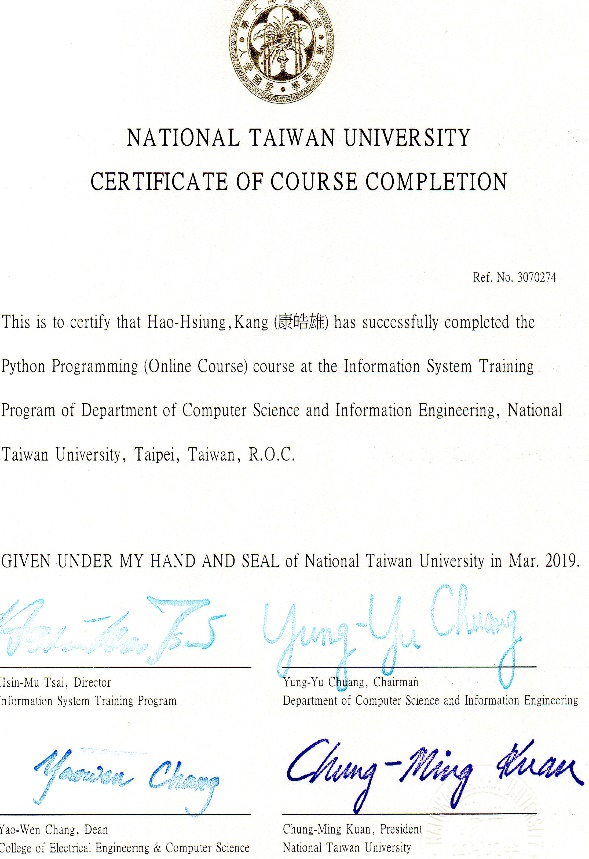 NATIONAL TAIWAN UNIVERSITY
CERTIFICATE OF COURSE COMPLETION
Ref. No. 3070274
This is to certify that Hao-Hsiung,Kang (康皓雄) has successfully completed the
Python Programming (Online Course) course at the Information System Training
Program of Department of Computer Science and Information Engineering, National
Taiwan University, Taipei, Taiwan, R.O.C.
GIVEN UNDER MY HAND AND SEAL of National Taiwan University in Mar. 2019.
Yung-Yu Chuang
Hsin-Mu Tsai, Director
Information System Training Program
Yung-Yu Chuang, Chairman
Department of Computer Science and Information Engineering
Yaowen Chang
Chung-Ming Kuan
Yao-Wen Chang, Dean
College of Electrical Engineering & Computer Science
Chung-Ming Kuan, President
National Taiwan University